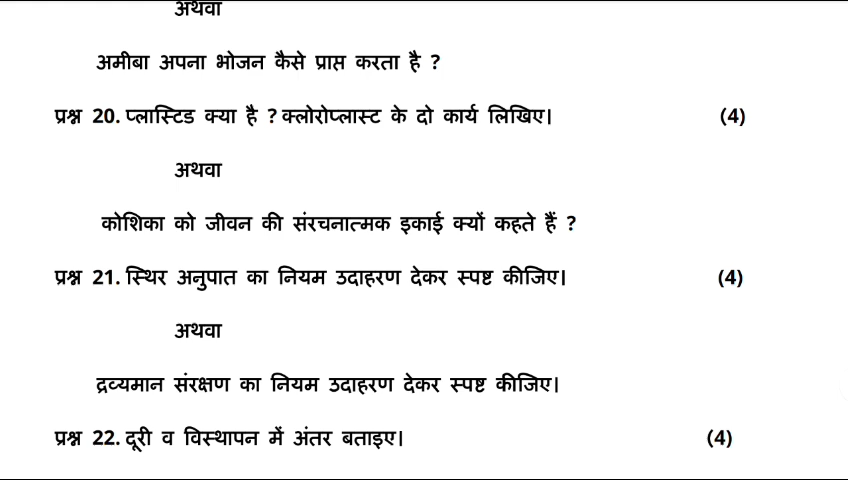 अथवा
अमीबा अपना भोजन कैसे प्राप्त करता है ?
प्रश्न 20. प्लास्टिड क्या है ? क्लोरोप्लास्ट के दो कार्य लिखिए। (4)
अथवा
कोशिका को जीवन की संरचनात्मक इकाई क्यों कहते हैं ?
प्रश्न 21. स्थिर अनुपात का नियम उदाहरण देकर स्पष्ट कीजिए। (4)
अथवा
द्रव्यमान संरक्षण का नियम उदाहरण देकर स्पष्ट कीजिए।
प्रश्न 22. दूरी व विस्थापन में अंतर बताइए। (4)